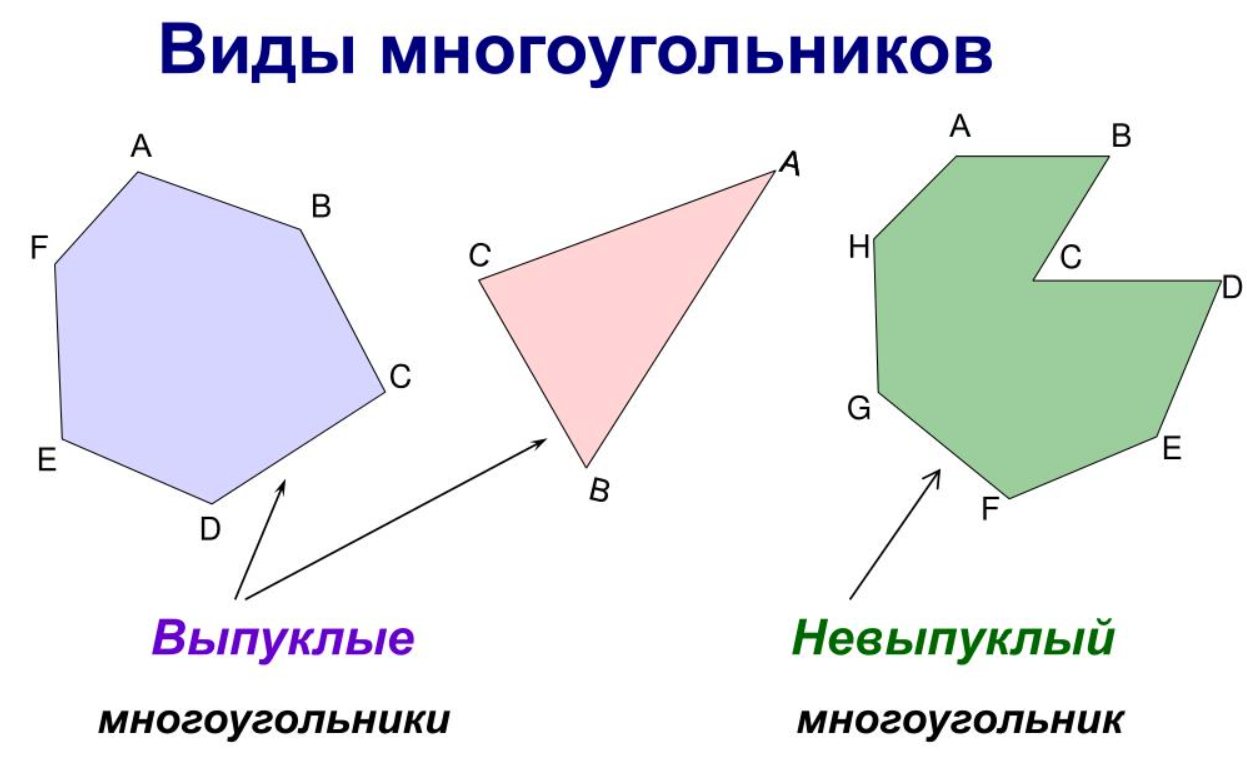 Виды многоугольников
A
B
C
D
E
F
A
B
C
A
B
C
D
E
F
G
H
Выпуклые
многоугольники
Невыпуклый
многоугольник